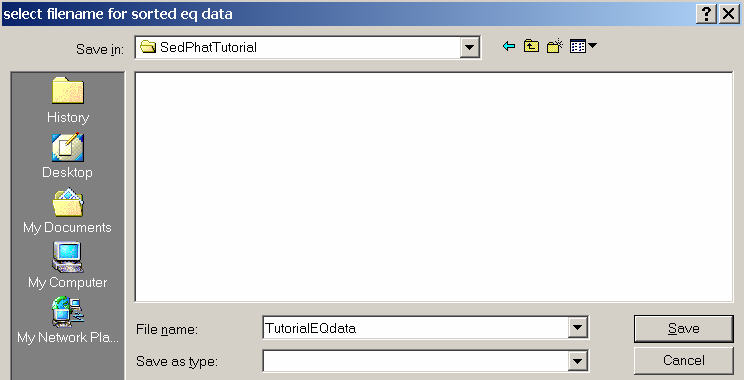 select filename for sorted eq data
Save in:
SedPhatTutorial
History
Desktop
My Documents
My Computer
My Network Pla...
File name:
TutorialEQdata
Save
Save as type:
Cancel